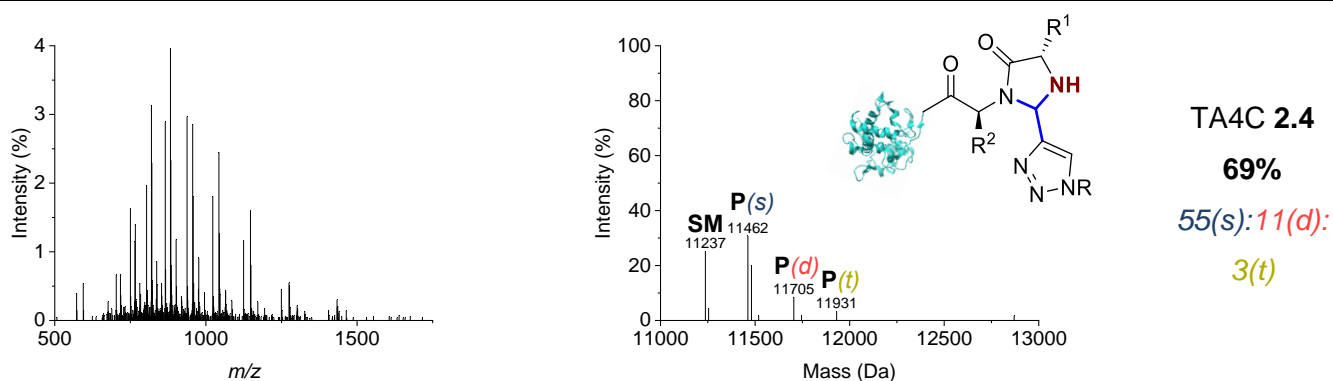 4
3
2
1
0
Intensity (%)
500
1000
1500
m/z
100
80
60
40
20
0
Intensity (%)
11000
11500
12000
12500
13000
Mass (Da)
SM
11237
P(s)
11462
P(d)
11705
P(t)
11931
O
O
R¹
N
NH
R²
N
N
NR
TA4C 2.4
69%
55(s):11(d):
3(t)